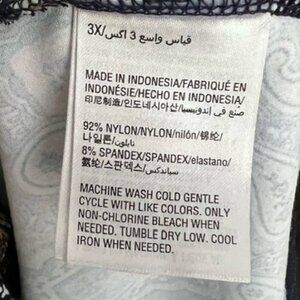 3X/قياس واسع 3 اكس
MADE IN INDONESIA/FABRIQUÉ EN
INDONÉSIE/HECHO EN INDONESIA/
印尼制造/인도네시아산/صنع في إندونيسيا
92% NYLON/NYLON/nilón/锦纶/
나일론/نايلون
8% SPANDEX/SPANDEX/elastano/
氨纶/스판덱스/سباندكس
MACHINE WASH COLD GENTLE
CYCLE WITH LIKE COLORS. ONLY
NON-CHLORINE BLEACH WHEN
NEEDED. TUMBLE DRY LOW. COOL
IRON WHEN NEEDED.